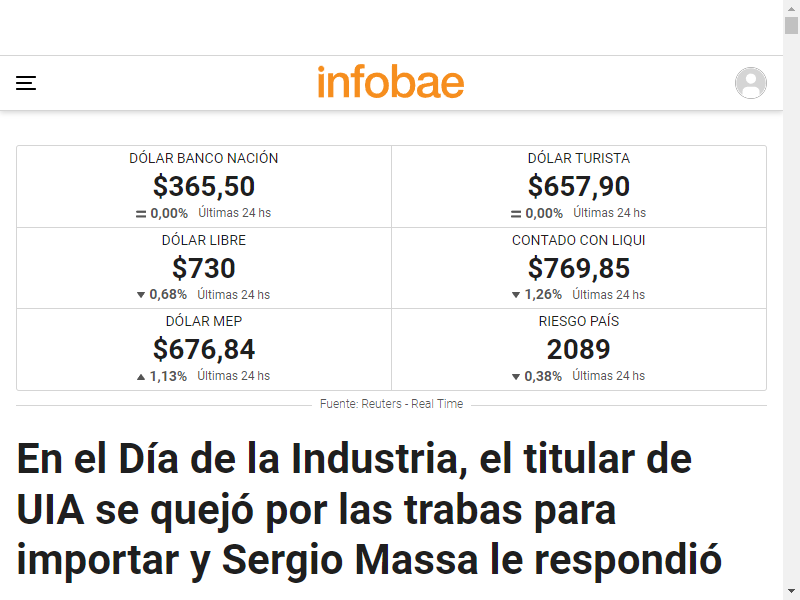 infobae
DÓLAR BANCO NACIÓN
$365,50
= 0,00% Últimas 24 hs
DÓLAR TURISTA
$657,90
= 0,00% Últimas 24 hs
DÓLAR LIBRE
$730
▼ 0,68% Últimas 24 hs
CONTADO CON LIQUI
$769,85
▼ 1,26% Últimas 24 hs
DÓLAR MEP
$676,84
▲ 1,13% Últimas 24 hs
RIESGO PAÍS
2089
▼ 0,38% Últimas 24 hs
Fuente: Reuters - Real Time
En el Día de la Industria, el titular de
UIA se quejó por las trabas para
importar y Sergio Massa le respondió